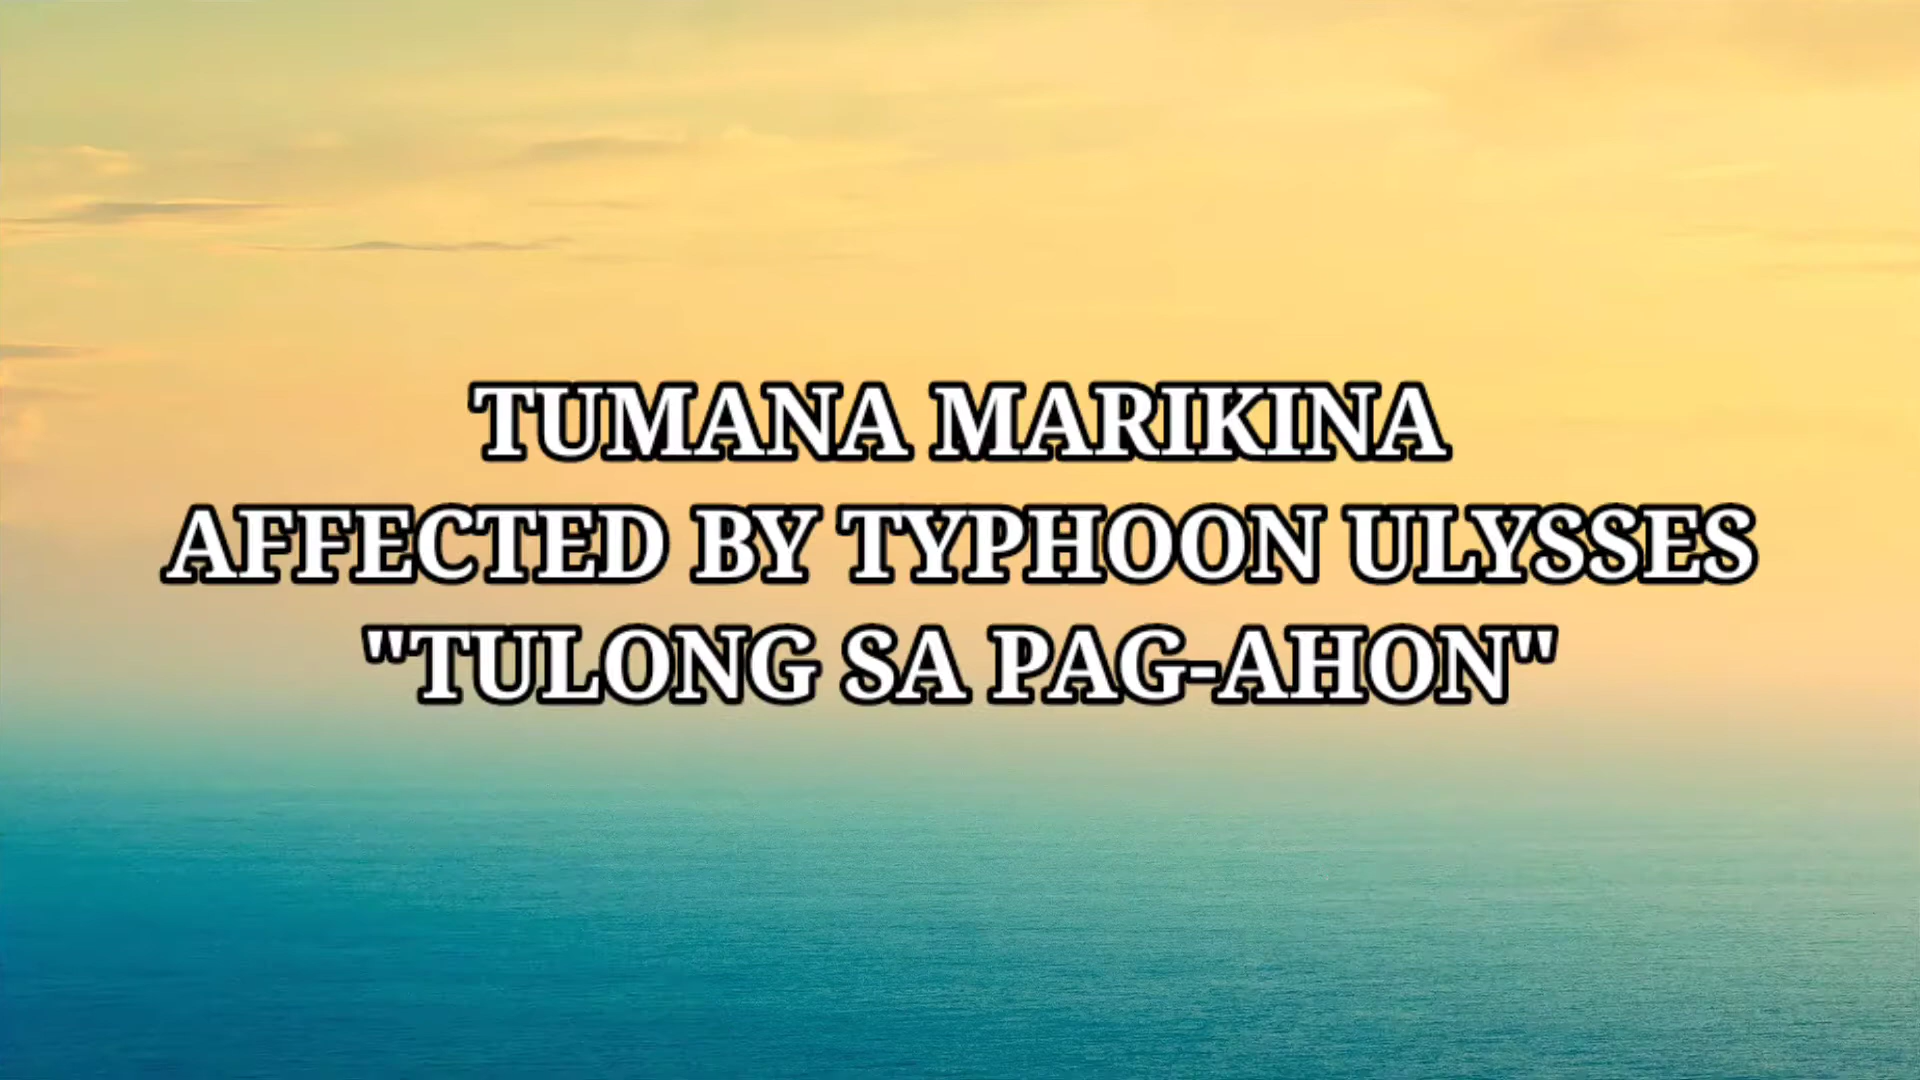 TUMANA MARIKINA
AFFECTED BY TYPHOON ULYSSES
"TULONG SA PAG-AHON"